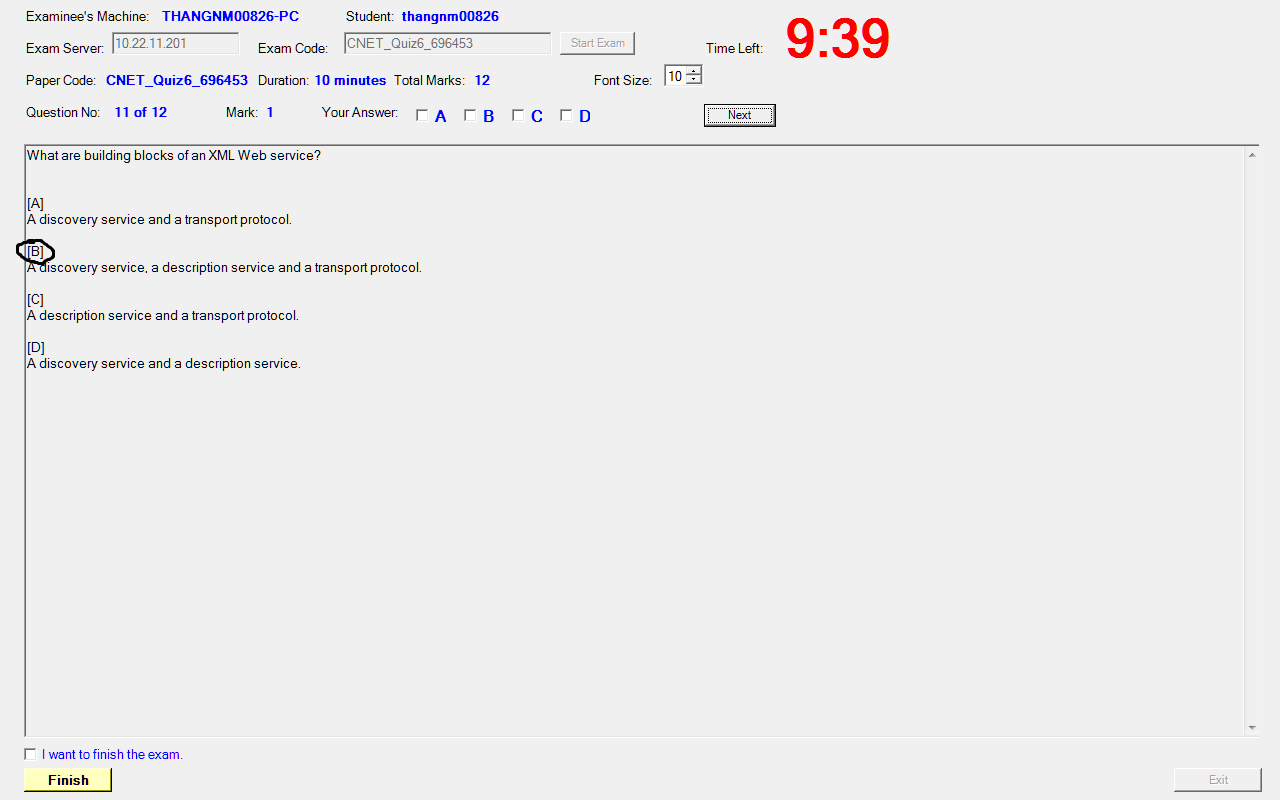 Examinee's Machine: THANGNM00826-PC Student: thangnm00826
Exam Server: 10.22.11.201 Exam Code: CNET_Quiz6_696453 Start Exam Time Left: 9:39
Paper Code: CNET_Quiz6_696453 Duration: 10 minutes Total Marks: 12 Font Size: 10
Question No: 11 of 12 Mark: 1 Your Answer: A B C D Next
What are building blocks of an XML Web service?
[A]
A discovery service and a transport protocol.
[B]
A discovery service, a description service and a transport protocol.
[C]
A description service and a transport protocol.
[D]
A discovery service and a description service.
I want to finish the exam.
Finish Exit